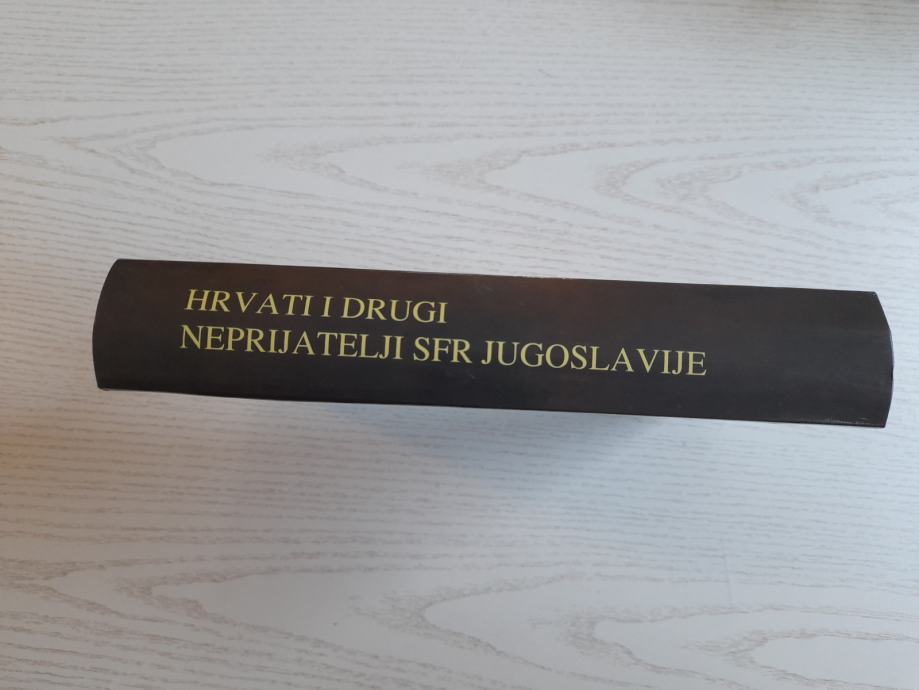 HRVATI I DRUGI
NEPRIJATELJI SFR JUGOSLAVIJE